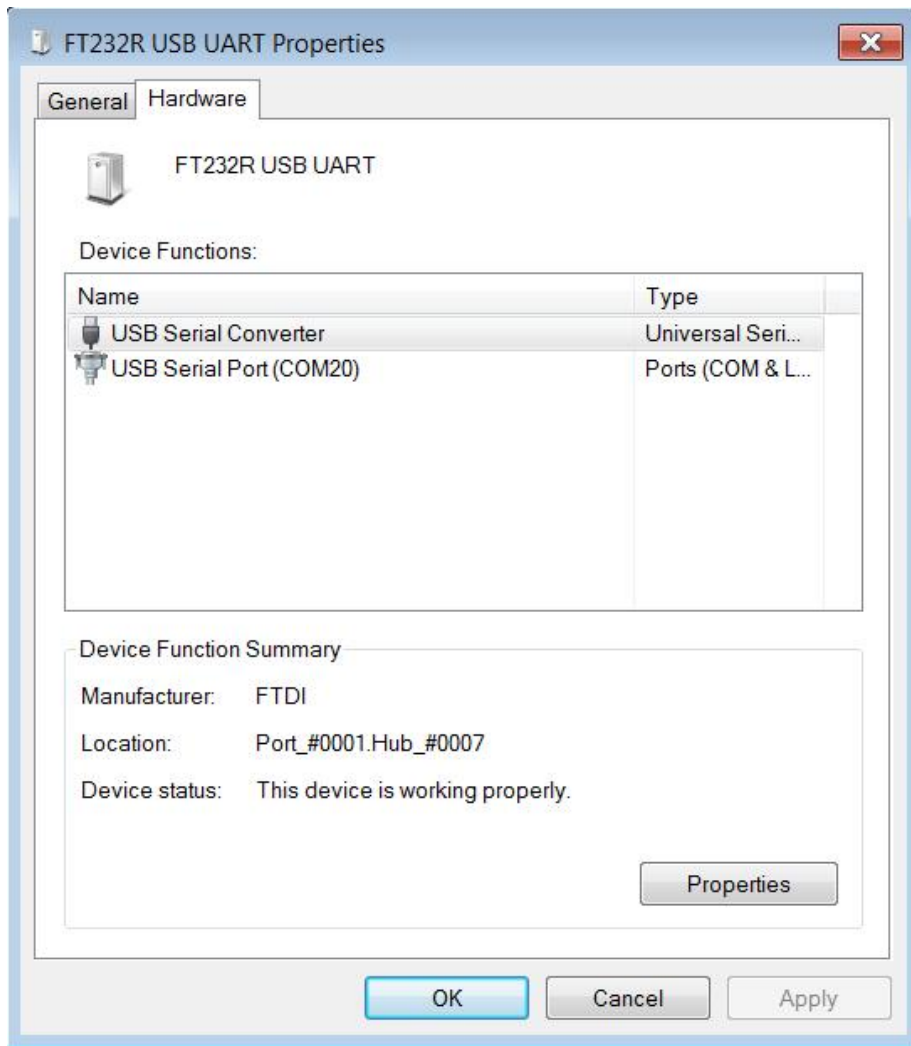 FT232R USB UART Properties
General Hardware
FT232R USB UART
Device Functions:
Name Type
USB Serial Converter Universal Seri...
USB Serial Port (COM20) Ports (COM & L...
Device Function Summary
Manufacturer: FTDI
Location: Port_#0001.Hub_#0007
Device status: This device is working properly.
Properties
OK Cancel Apply